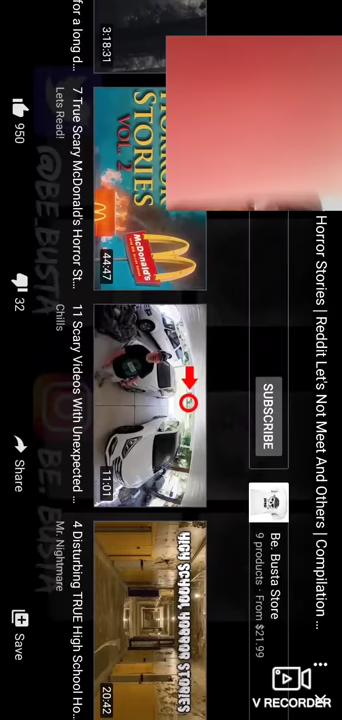 Horror Stories | Reddit Let's Not Meet And Others | Compilation ...
SUBSCRIBE
Be. Busta Store
9 products · From $21.99
3:18:31
for a long d...
HORROR
STORIES
VOL. 2
McDonald's
44:47
7 True Scary McDonald's Horror St...
Lets Read!
11:01
11 Scary Videos With Unexpected ...
Chills
HIGH SCHOOL HORROR STORIES
20:42
4 Disturbing TRUE High School Ho...
Mr. Nightmare
@BE_BUSTA
BE. BUSTA
950
32
Share
Save
V RECORDER